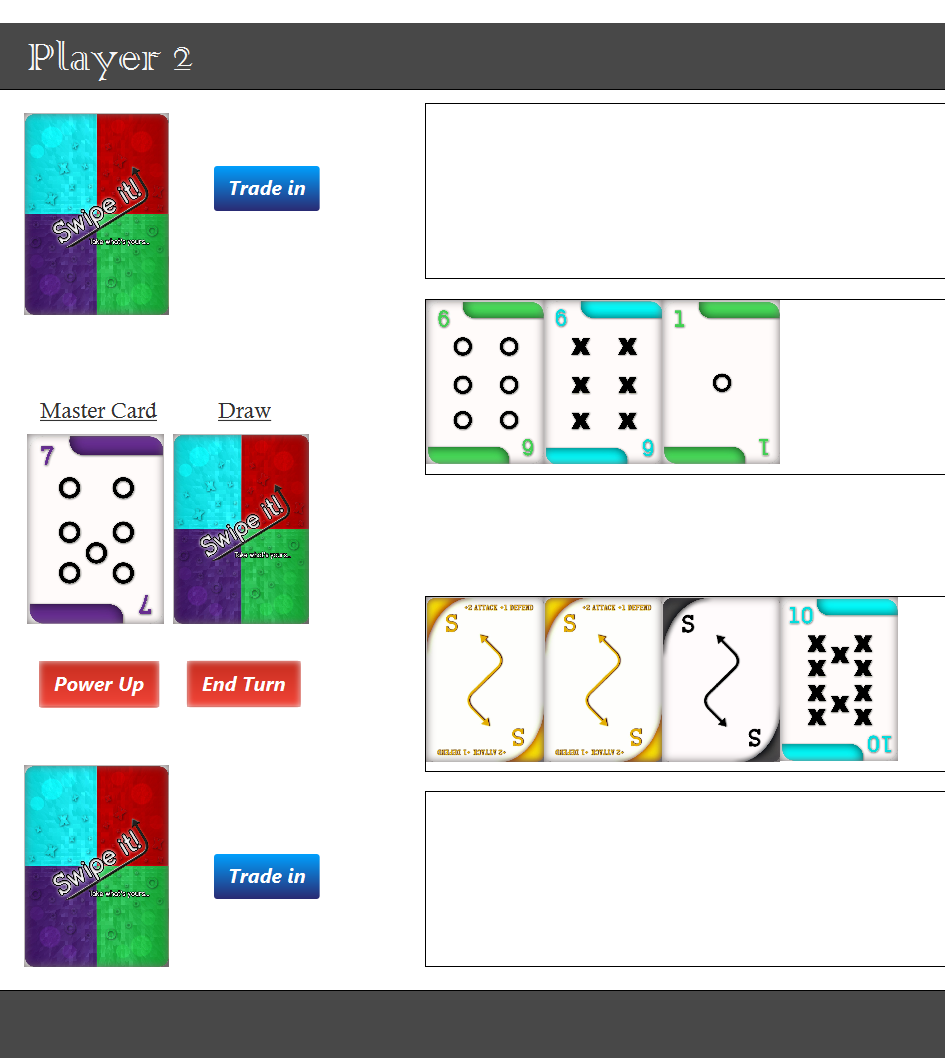 Player 2
Swipe it!
Take what's yours...
Trade in
6 6 1
6 6 1
Master Card Draw
7
7
Swipe it!
Take what's yours...
+2 ATTACK +1 DEFEND +2 ATTACK +1 DEFEND
S S S 10
X X X X X X X X X X
S S S 10
+2 ATTACK +1 DEFEND +2 ATTACK +1 DEFEND
Power Up End Turn
Swipe it!
Take what's yours...
Trade in